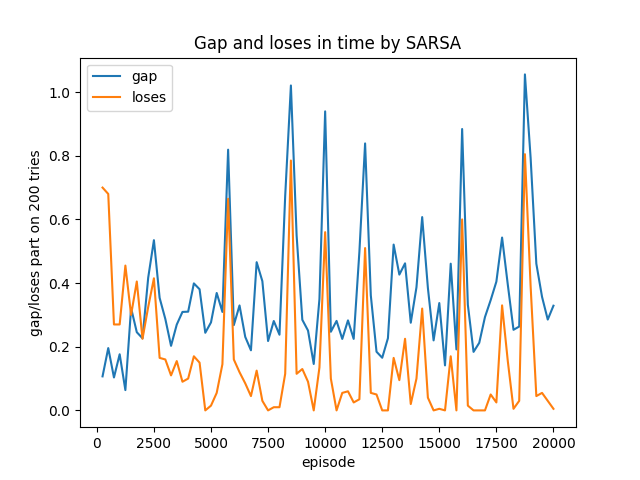 Gap and loses in time by SARSA
gap
loses
gap/loses part on 200 tries
1.0
0.8
0.6
0.4
0.2
0.0
0 2500 5000 7500 10000 12500 15000 17500 20000
episode